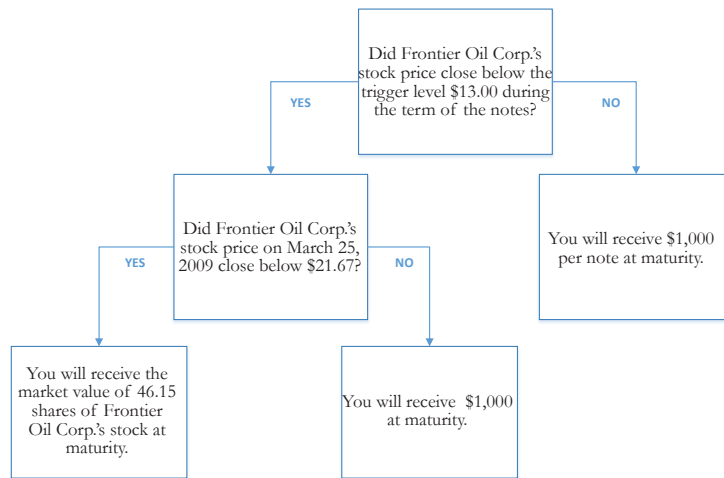 Did Frontier Oil Corp.'s
stock price close below the
trigger level $13.00 during
the term of the notes?
YES
NO
Did Frontier Oil Corp.'s
stock price on March 25,
2009 close below $21.67?
You will receive $1,000
per note at maturity.
YES
NO
You will receive the
market value of 46.15
shares of Frontier
Oil Corp.'s stock at
maturity.
You will receive $1,000
at maturity.